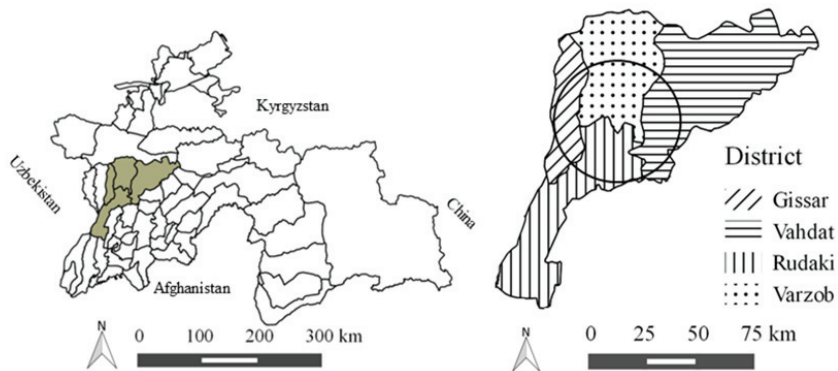 Kyrgyzstan
Uzbekistan
China
Afghanistan
N
0 100 200 300 km
District
Gissar
Vahdat
Rudaki
Varzob
N
0 25 50 75 km